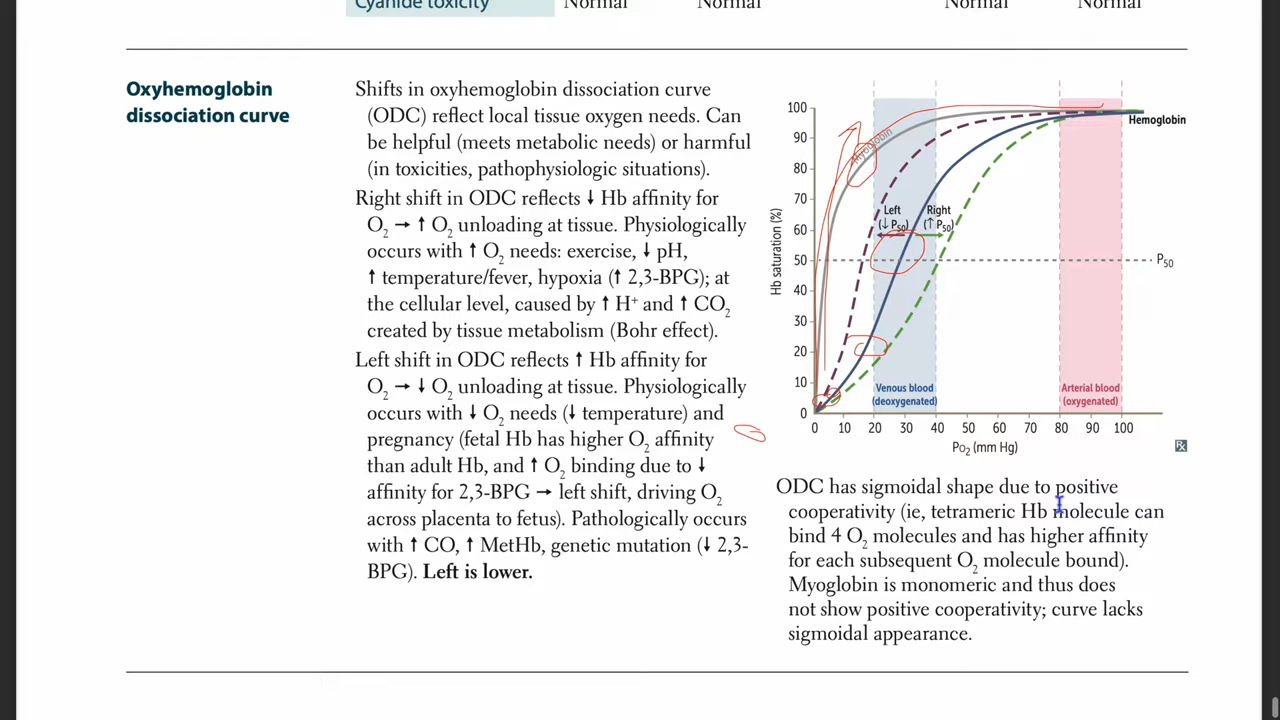 Cyanide toxicity Normal Normal Normal Normal
Oxyhemoglobin
dissociation curve
Shifts in oxyhemoglobin dissociation curve
(ODC) reflect local tissue oxygen needs. Can
be helpful (meets metabolic needs) or harmful
(in toxicities, pathophysiologic situations).
Right shift in ODC reflects ↓ Hb affinity for
O₂ → ↑ O₂ unloading at tissue. Physiologically
occurs with ↑ O₂ needs: exercise, ↓ pH,
↑ temperature/fever, hypoxia (↑ 2,3-BPG); at
the cellular level, caused by ↑ H⁺ and ↑ CO₂
created by tissue metabolism (Bohr effect).
Left shift in ODC reflects ↑ Hb affinity for
O₂ → ↓ O₂ unloading at tissue. Physiologically
occurs with ↓ O₂ needs (↓ temperature) and
pregnancy (fetal Hb has higher O₂ affinity
than adult Hb, and ↑ O₂ binding due to ↓
affinity for 2,3-BPG → left shift, driving O₂
across placenta to fetus). Pathologically occurs
with ↑ CO, ↑ MetHb, genetic mutation (↓ 2,3-
BPG). Left is lower.
Hb saturation (%)
100
90
80
70
60
50
40
30
20
10
0
Myoglobin
Hemoglobin
Left
(↓ P₅₀)
Right
(↑ P₅₀)
P₅₀
Venous blood
(deoxygenated)
Arterial blood
(oxygenated)
0 10 20 30 40 50 60 70 80 90 100
PO₂ (mm Hg)
Rx
ODC has sigmoidal shape due to positive
cooperativity (ie, tetrameric Hb molecule can
bind 4 O₂ molecules and has higher affinity
for each subsequent O₂ molecule bound).
Myoglobin is monomeric and thus does
not show positive cooperativity; curve lacks
sigmoidal appearance.